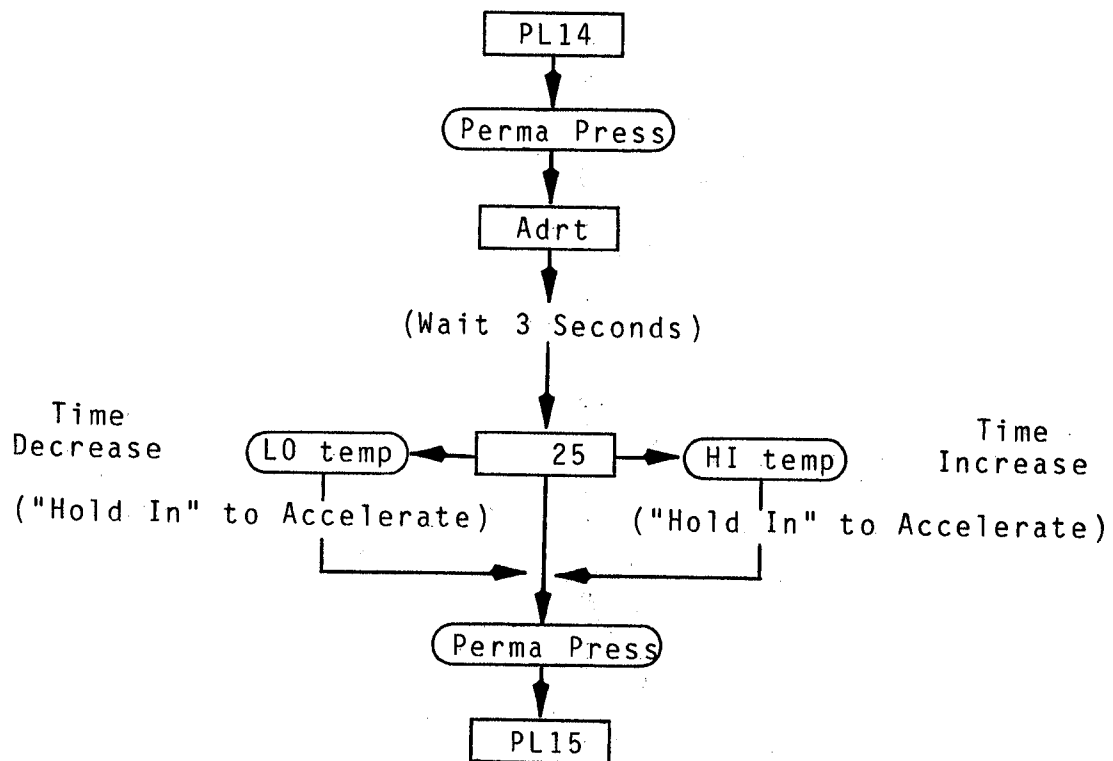 PL14
Perma Press
Adrt
(Wait 3 Seconds)
Time
Decrease
LO temp
25
HI temp
Time
Increase
("Hold In" to Accelerate)
("Hold In" to Accelerate)
Perma Press
PL15